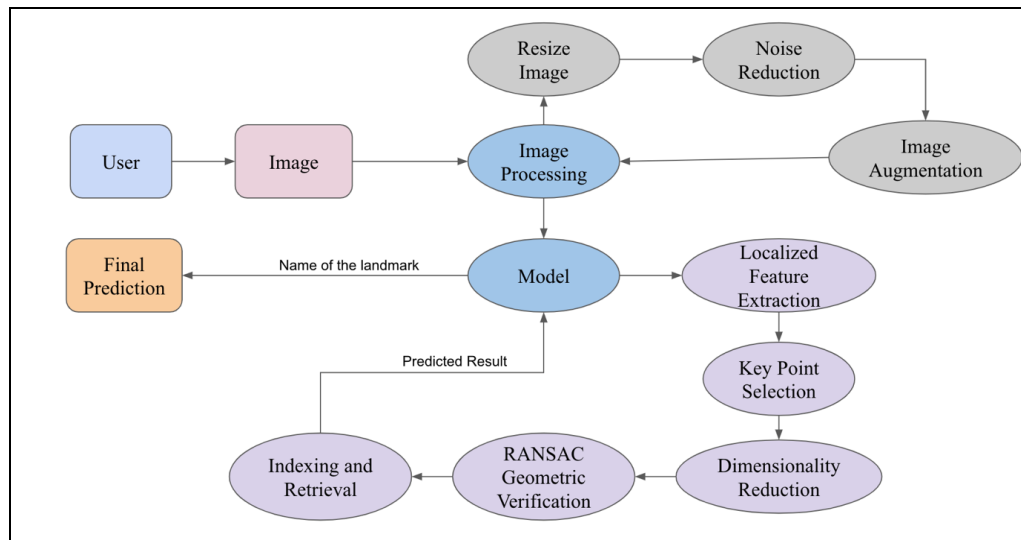 Resize
Image
Noise
Reduction
User
Image
Image
Processing
Image
Augmentation
Final
Prediction
Name of the landmark
Model
Localized
Feature
Extraction
Predicted Result
Key Point
Selection
Indexing and
Retrieval
RANSAC
Geometric
Verification
Dimensionality
Reduction